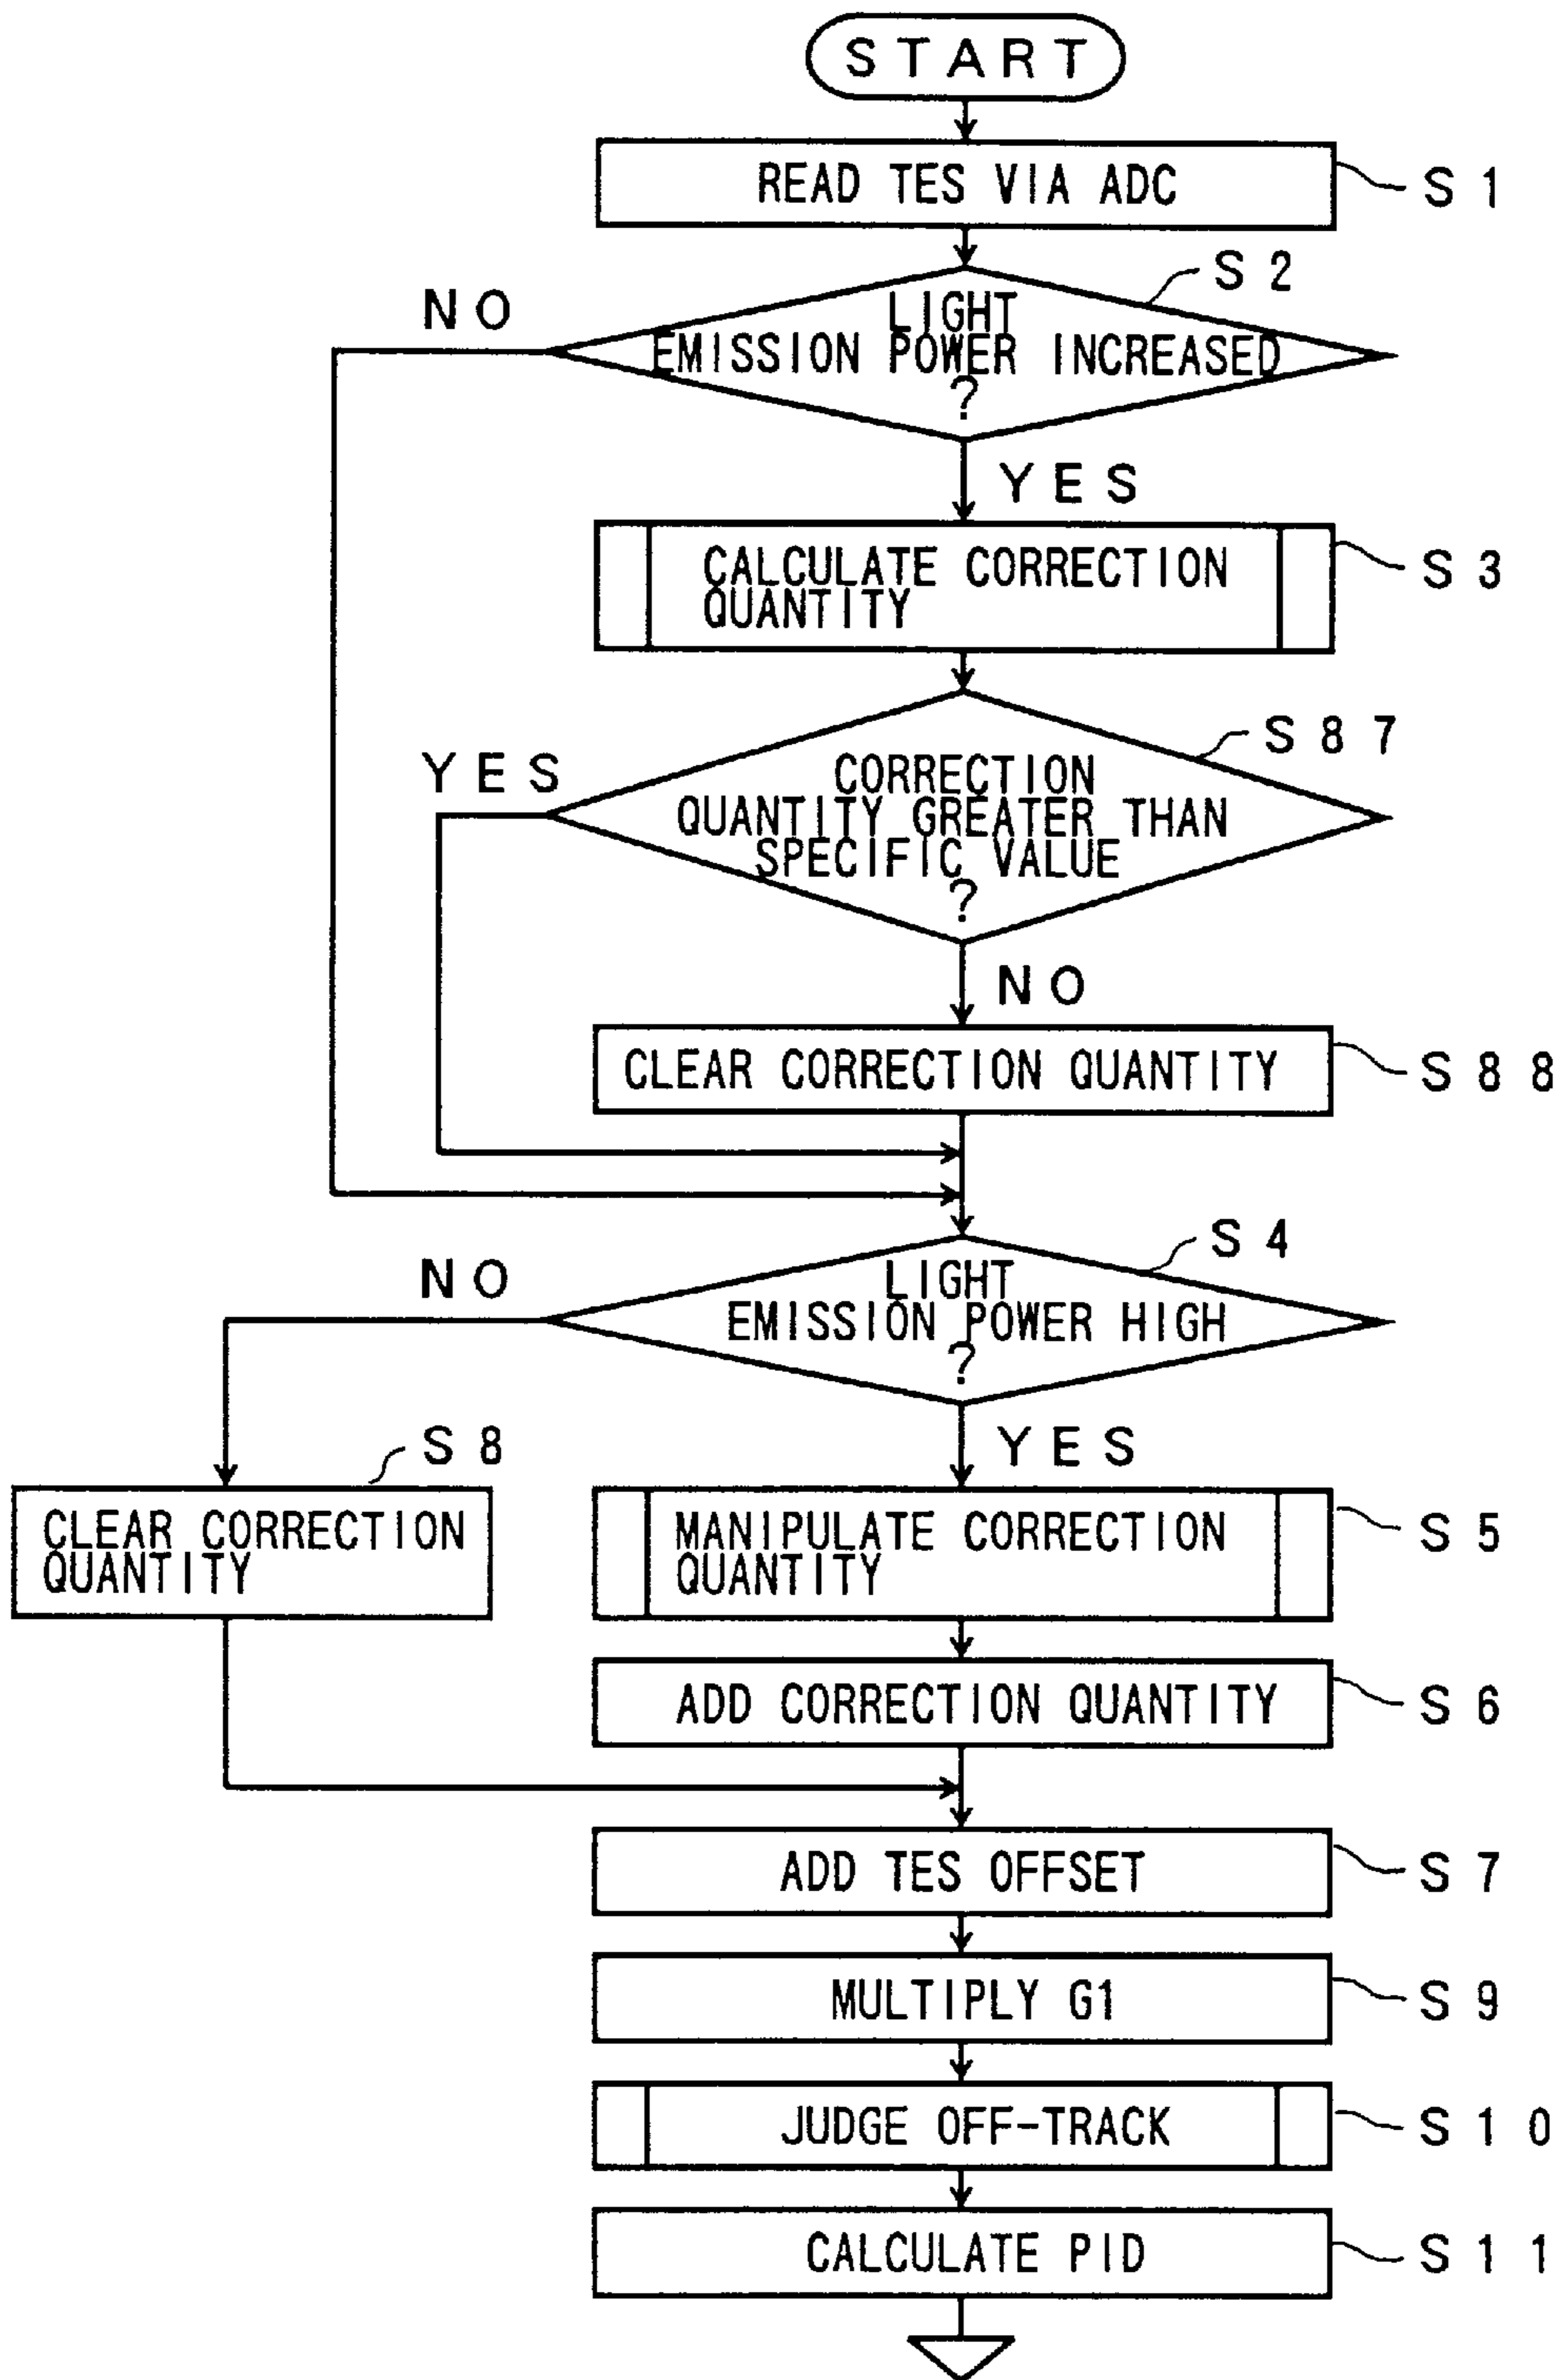 START
READ TES VIA ADC
S1
S2
NO
LIGHT
EMISSION POWER INCREASED
?
YES
CALCULATE CORRECTION
QUANTITY
S3
S87
YES
CORRECTION
QUANTITY GREATER THAN
SPECIFIC VALUE
?
NO
CLEAR CORRECTION QUANTITY
S88
S4
NO
LIGHT
EMISSION POWER HIGH
?
YES
S8
CLEAR CORRECTION
QUANTITY
MANIPULATE CORRECTION
QUANTITY
S5
ADD CORRECTION QUANTITY
S6
ADD TES OFFSET
S7
MULTIPLY G1
S9
JUDGE OFF-TRACK
S10
CALCULATE PID
S11